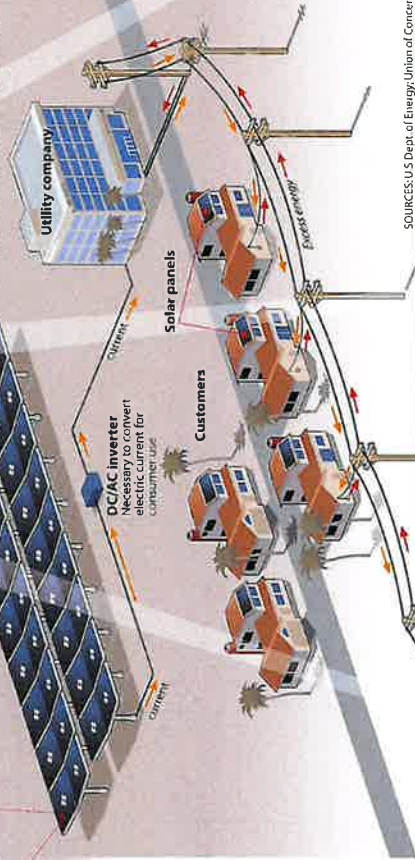 Utility company
current
Solar panels
Excess energy
Customers
DC/AC inverter
Necessary to convert
electric current for
consumer use
current
SOURCES: U S Dept. of Energy; Union of Concer